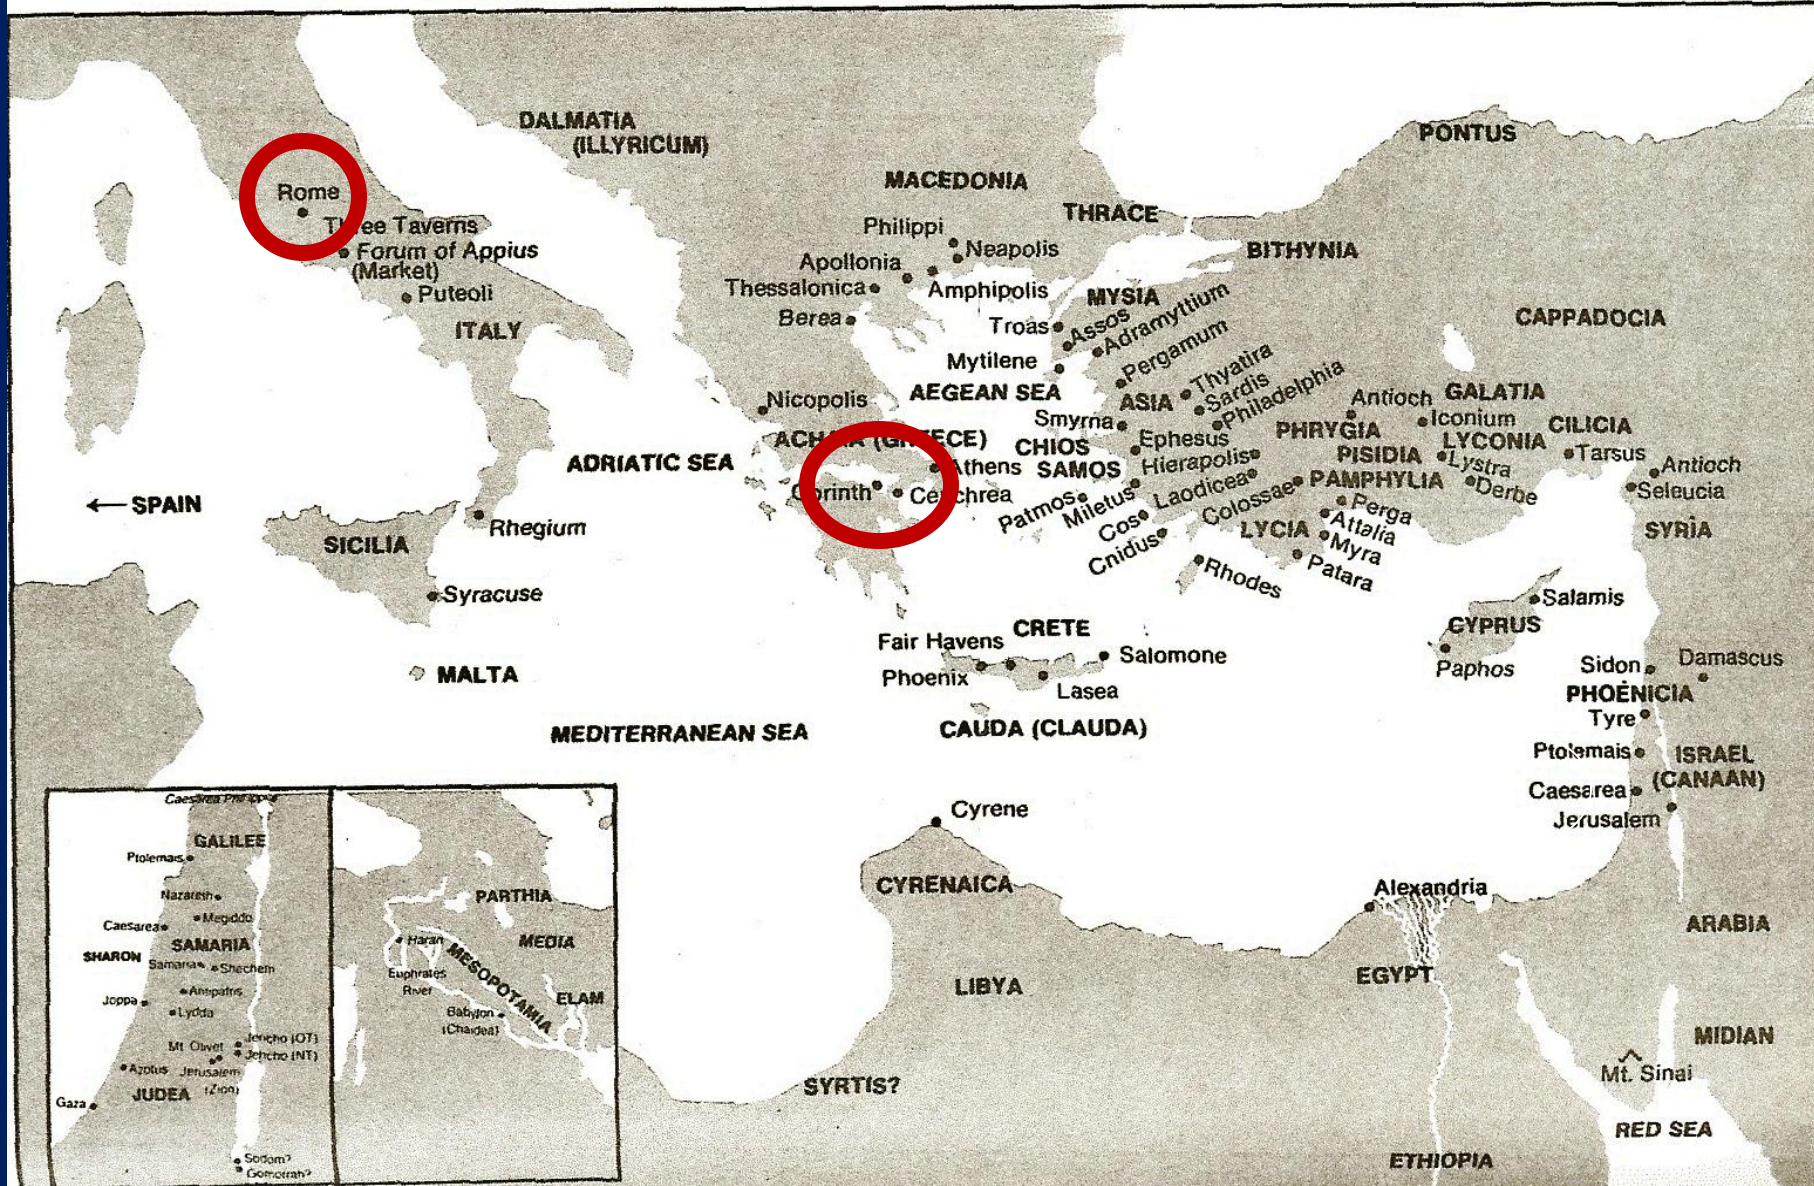 DALMATIA
(ILLYRICUM)
PONTUS
MACEDONIA
Rome
THRACE
Three Taverns
Philippi
Forum of Appius
(Market)
Neapolis
BITHYNIA
Apollonia
Thessalonica
Amphipolis
Puteoli
MYSIA
Berea
ITALY
Troas
Assos
Adramyttium
CAPPADOCIA
Mytilene
Pergamum
Thyatira
Sardis
Philadelphia
Nicopolis
AEGEAN SEA
ASIA
Antioch
GALATIA
Smyrna
Iconium
CILICIA
ACHAIA (GREECE)
CHIOS
Ephesus
PHRYGIA
LYCONIA
ADRIATIC SEA
Athens
SAMOS
Hierapolis
PISIDIA
Lystra
Tarsus
Antioch
Corinth
Cenchrea
Patmos
Miletus
Laodicea
Colossae
PAMPHYLIA
Derbe
Seleucia
← SPAIN
Cos
Perga
Rhegium
Cnidus
LYCIA
Attalia
SYRIA
SICILIA
Myra
Rhodes
Patara
Syracuse
Salamis
CYPRUS
Fair Havens
CRETE
Salomone
Paphos
Sidon
Damascus
MALTA
Phoenix
Lasea
PHOENICIA
Tyre
MEDITERRANEAN SEA
CAUDA (CLAUDA)
Ptolemais
ISRAEL
(CANAAN)
Caesarea
Cyrene
Jerusalem
CYRENAICA
Alexandria
ARABIA
LIBYA
EGYPT
MIDIAN
SYRTIS?
Mt. Sinai
RED SEA
ETHIOPIA
Caesarea Philippi
GALILEE
Ptolemais
Nazareth
Megiddo
Caesarea
SAMARIA
SHARON
Samaria
Shechem
Antipatris
Joppa
Lydda
Jericho (OT)
Mt Olivet
Jericho (NT)
Azotus
Jerusalem
(Zion)
JUDEA
Gaza
Sodom?
Gomorrah?
PARTHIA
Haran
MEDIA
MESOPOTAMIA
Euphrates
River
ELAM
Babylon
(Chaldea)